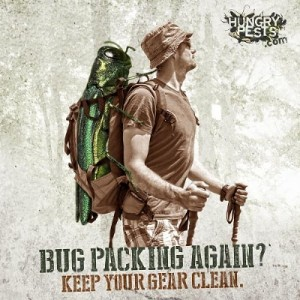 HUNGRY
PESTS
.com
BUG PACKING AGAIN?
KEEP YOUR GEAR CLEAN.